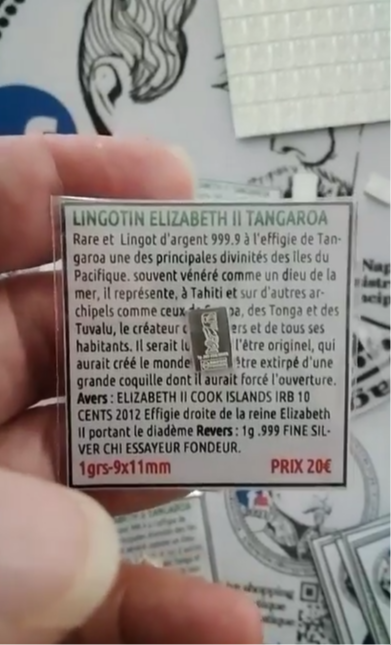 LINGOTIN ELIZABETH II TANGAROA
Rare et Lingot d'argent 999.9 à l'effigie de Tan-
garoa une des principales divinités des Iles du
Pacifique. souvent vénéré comme un dieu de la
mer, il représente, à Tahiti et sur d'autres ar-
chipels comme ceux pa, des Tonga et des
Tuvalu, le créateur ers et de tous ses
habitants. Il serait l'être originel, qui
aurait créé le monde être extirpé d'une
grande coquille dont il aurait forcé l'ouverture.
Avers : ELIZABETH II COOK ISLANDS IRB 10
CENTS 2012 Effigie droite de la reine Elizabeth
II portant le diadème Revers : 1g .999 FINE SIL-
VER CHI ESSAYEUR FONDEUR.
1grs-9x11mm PRIX 20€
shopping